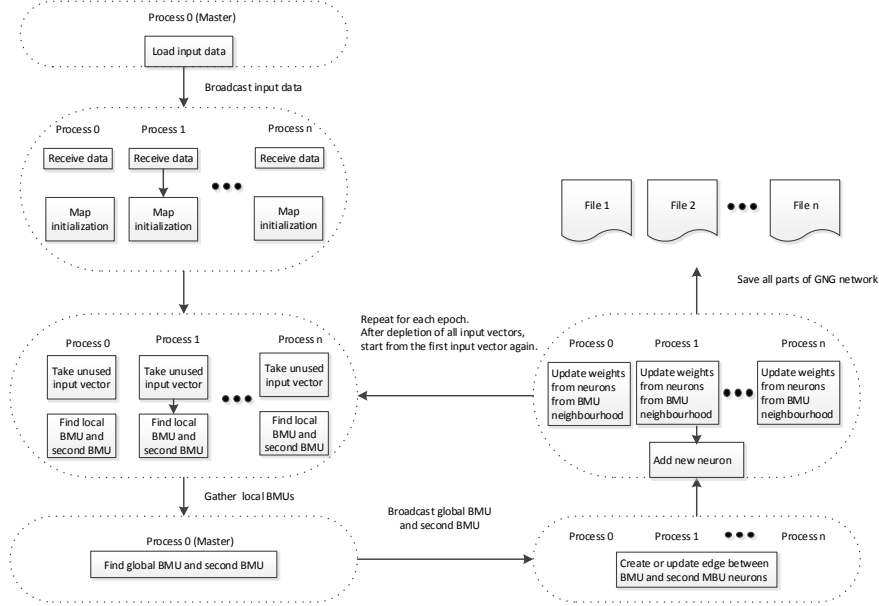 Process 0 (Master)
Load input data
Broadcast input data
Process 0
Process 1
Process n
Receive data
Receive data
Receive data
Map
initialization
Map
initialization
Map
initialization
File 1
File 2
File n
Save all parts of GNG network
Repeat for each epoch.
After depletion of all input vectors,
start from the first input vector again.
Process 0
Process 1
Process n
Take unused
input vector
Take unused
input vector
Take unused
input vector
Find local
BMU and
second BMU
Find local
BMU and
second BMU
Find local
BMU and
second BMU
Process 0
Process 1
Process n
Update weights
from neurons
from BMU
neighbourhood
Update weights
from neurons
from BMU
neighbourhood
Update weights
from neurons
from BMU
neighbourhood
Add new neuron
Gather local BMUs
Process 0 (Master)
Find global BMU and second BMU
Broadcast global BMU
and second BMU
Process 0
Process 1
Process n
Create or update edge between
BMU and second MBU neurons